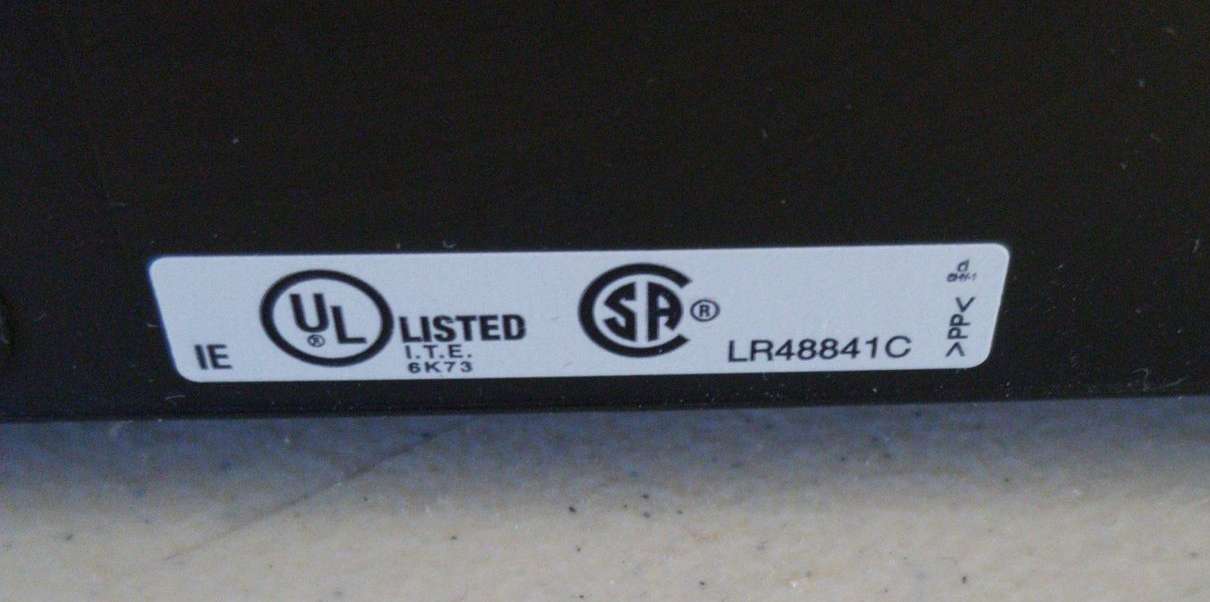 IE
UL
®
LISTED
I.T.E.
6K73
SA ®
LR48841C
>PP<